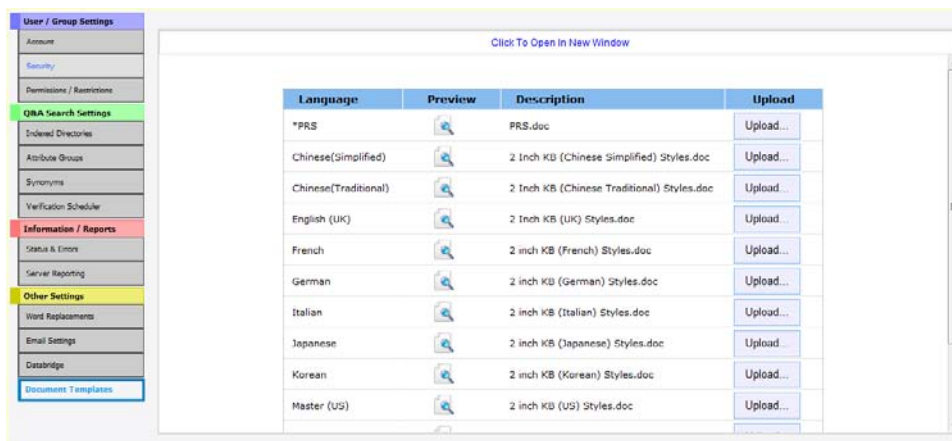 User / Group Settings
Account
Security
Permissions / Restrictions
Q&A Search Settings
Indexed Directories
Attribute Groups
Synonyms
Verification Scheduler
Information / Reports
Status & Errors
Server Reporting
Other Settings
Word Replacements
Email Settings
Databridge
Document Templates
Click To Open In New Window
Language Preview Description Upload
*PRS PRS.doc Upload...
Chinese(Simplified) 2 Inch KB (Chinese Simplified) Styles.doc Upload...
Chinese(Traditional) 2 Inch KB (Chinese Traditional) Styles.doc Upload...
English (UK) 2 Inch KB (UK) Styles.doc Upload...
French 2 inch KB (French) Styles.doc Upload...
German 2 inch KB (German) Styles.doc Upload...
Italian 2 inch KB (Italian) Styles.doc Upload...
Japanese 2 inch KB (Japanese) Styles.doc Upload...
Korean 2 inch KB (Korean) Styles.doc Upload...
Master (US) 2 inch KB (US) Styles.doc Upload...